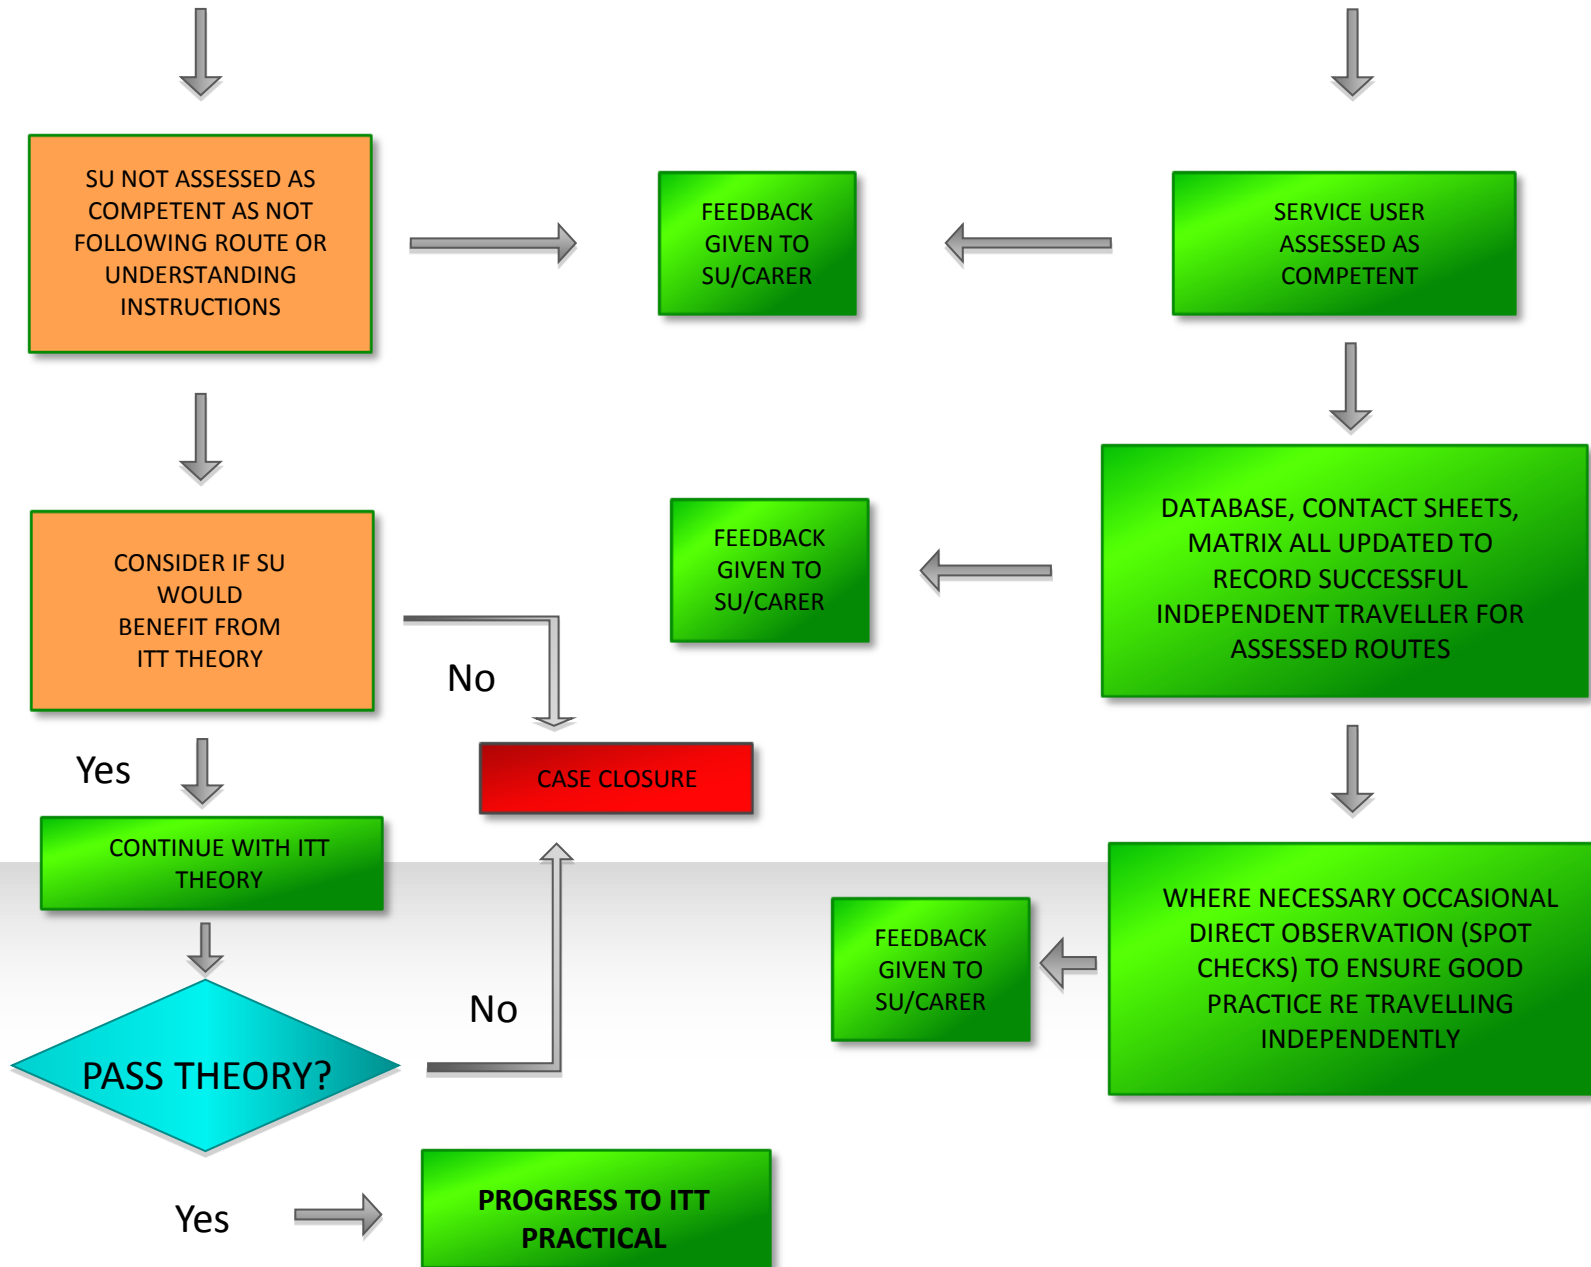 SU NOT ASSESSED AS
COMPETENT AS NOT
FOLLOWING ROUTE OR
UNDERSTANDING
INSTRUCTIONS
FEEDBACK
GIVEN TO
SU/CARER
SERVICE USER
ASSESSED AS
COMPETENT
CONSIDER IF SU
WOULD
BENEFIT FROM
ITT THEORY
No
FEEDBACK
GIVEN TO
SU/CARER
DATABASE, CONTACT SHEETS,
MATRIX ALL UPDATED TO
RECORD SUCCESSFUL
INDEPENDENT TRAVELLER FOR
ASSESSED ROUTES
Yes
CASE CLOSURE
CONTINUE WITH ITT
THEORY
FEEDBACK
GIVEN TO
SU/CARER
WHERE NECESSARY OCCASIONAL
DIRECT OBSERVATION (SPOT
CHECKS) TO ENSURE GOOD
PRACTICE RE TRAVELLING
INDEPENDENTLY
No
PASS THEORY?
Yes
PROGRESS TO ITT
PRACTICAL